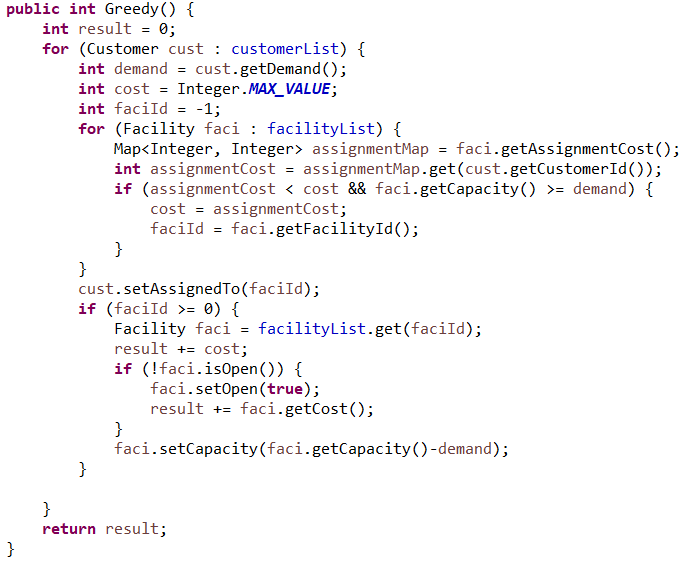 public int Greedy() {
    int result = 0;
    for (Customer cust : customerList) {
        int demand = cust.getDemand();
        int cost = Integer.MAX_VALUE;
        int faciId = -1;
        for (Facility faci : facilityList) {
            Map<Integer, Integer> assignmentMap = faci.getAssignmentCost();
            int assignmentCost = assignmentMap.get(cust.getCustomerId());
            if (assignmentCost < cost && faci.getCapacity() >= demand) {
                cost = assignmentCost;
                faciId = faci.getFacilityId();
            }
        }
        cust.setAssignedTo(faciId);
        if (faciId >= 0) {
            Facility faci = facilityList.get(faciId);
            result += cost;
            if (!faci.isOpen()) {
                faci.setOpen(true);
                result += faci.getCost();
            }
            faci.setCapacity(faci.getCapacity()-demand);
        }

    }
    return result;
}